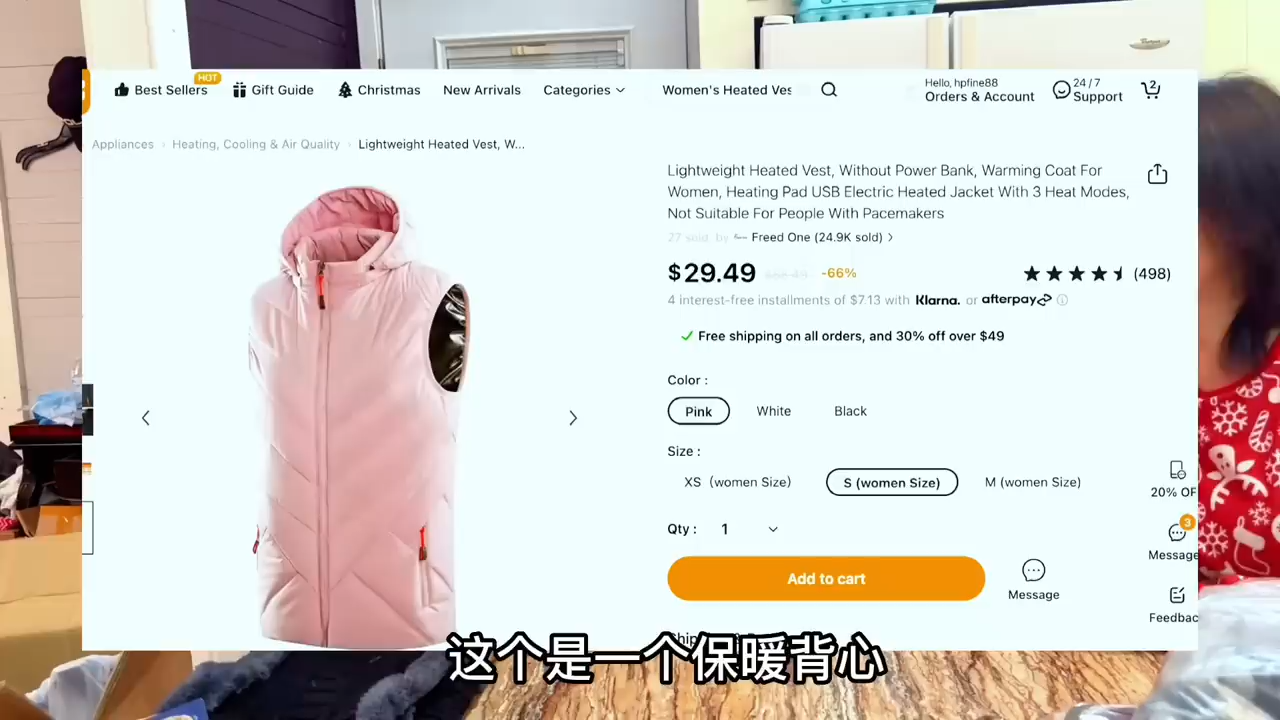 HOT
Best Sellers
Gift Guide
Christmas
New Arrivals
Categories
Women's Heated Ves
Hello, hpfine88
Orders & Account
24 / 7
Support
2
Appliances › Heating, Cooling & Air Quality › Lightweight Heated Vest, W...
Lightweight Heated Vest, Without Power Bank, Warming Coat For
Women, Heating Pad USB Electric Heated Jacket With 3 Heat Modes,
Not Suitable For People With Pacemakers
27 sold by Freed One (24.9K sold)
$29.49 -66%
(498)
4 interest-free installments of $7.13 with Klarna. or afterpay
Free shipping on all orders, and 30% off over $49
Color :
Pink
White
Black
Size :
XS（women Size)
S (women Size)
M (women Size)
20% OF
Qty : 1
3
Message
Add to cart
Message
Feedbac
这个是一个保暖背心